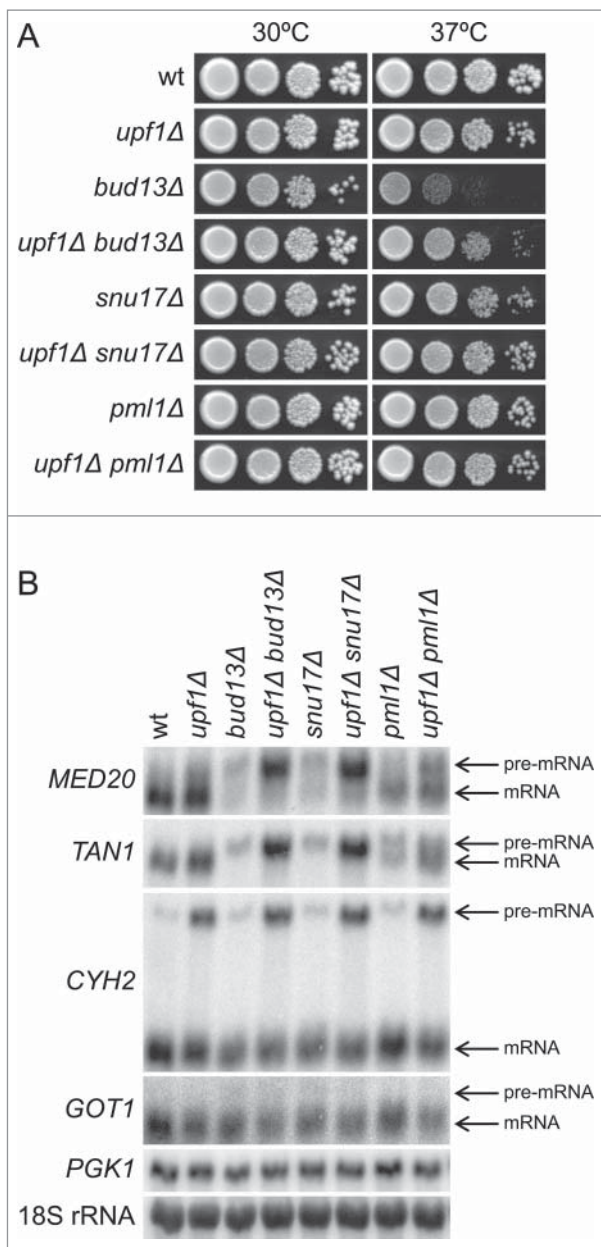 A
30ºC 37ºC
wt
upf1Δ
bud13Δ
upf1Δ bud13Δ
snu17Δ
upf1Δ snu17Δ
pml1Δ
upf1Δ pml1Δ
B
wt upf1Δ bud13Δ upf1Δ bud13Δ snu17Δ upf1Δ snu17Δ pml1Δ upf1Δ pml1Δ
MED20
pre-mRNA
mRNA
TAN1
pre-mRNA
mRNA
CYH2
pre-mRNA
mRNA
GOT1
pre-mRNA
mRNA
PGK1
18S rRNA